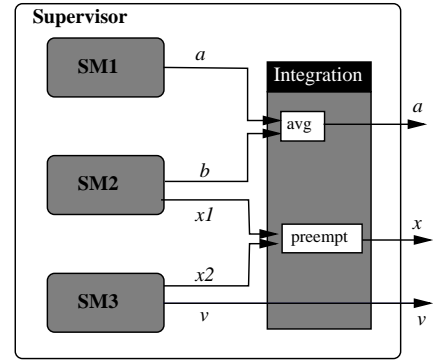 Supervisor
SM1
a
Integration
avg
a
SM2
b
x1
preempt
x
x2
SM3
v
v